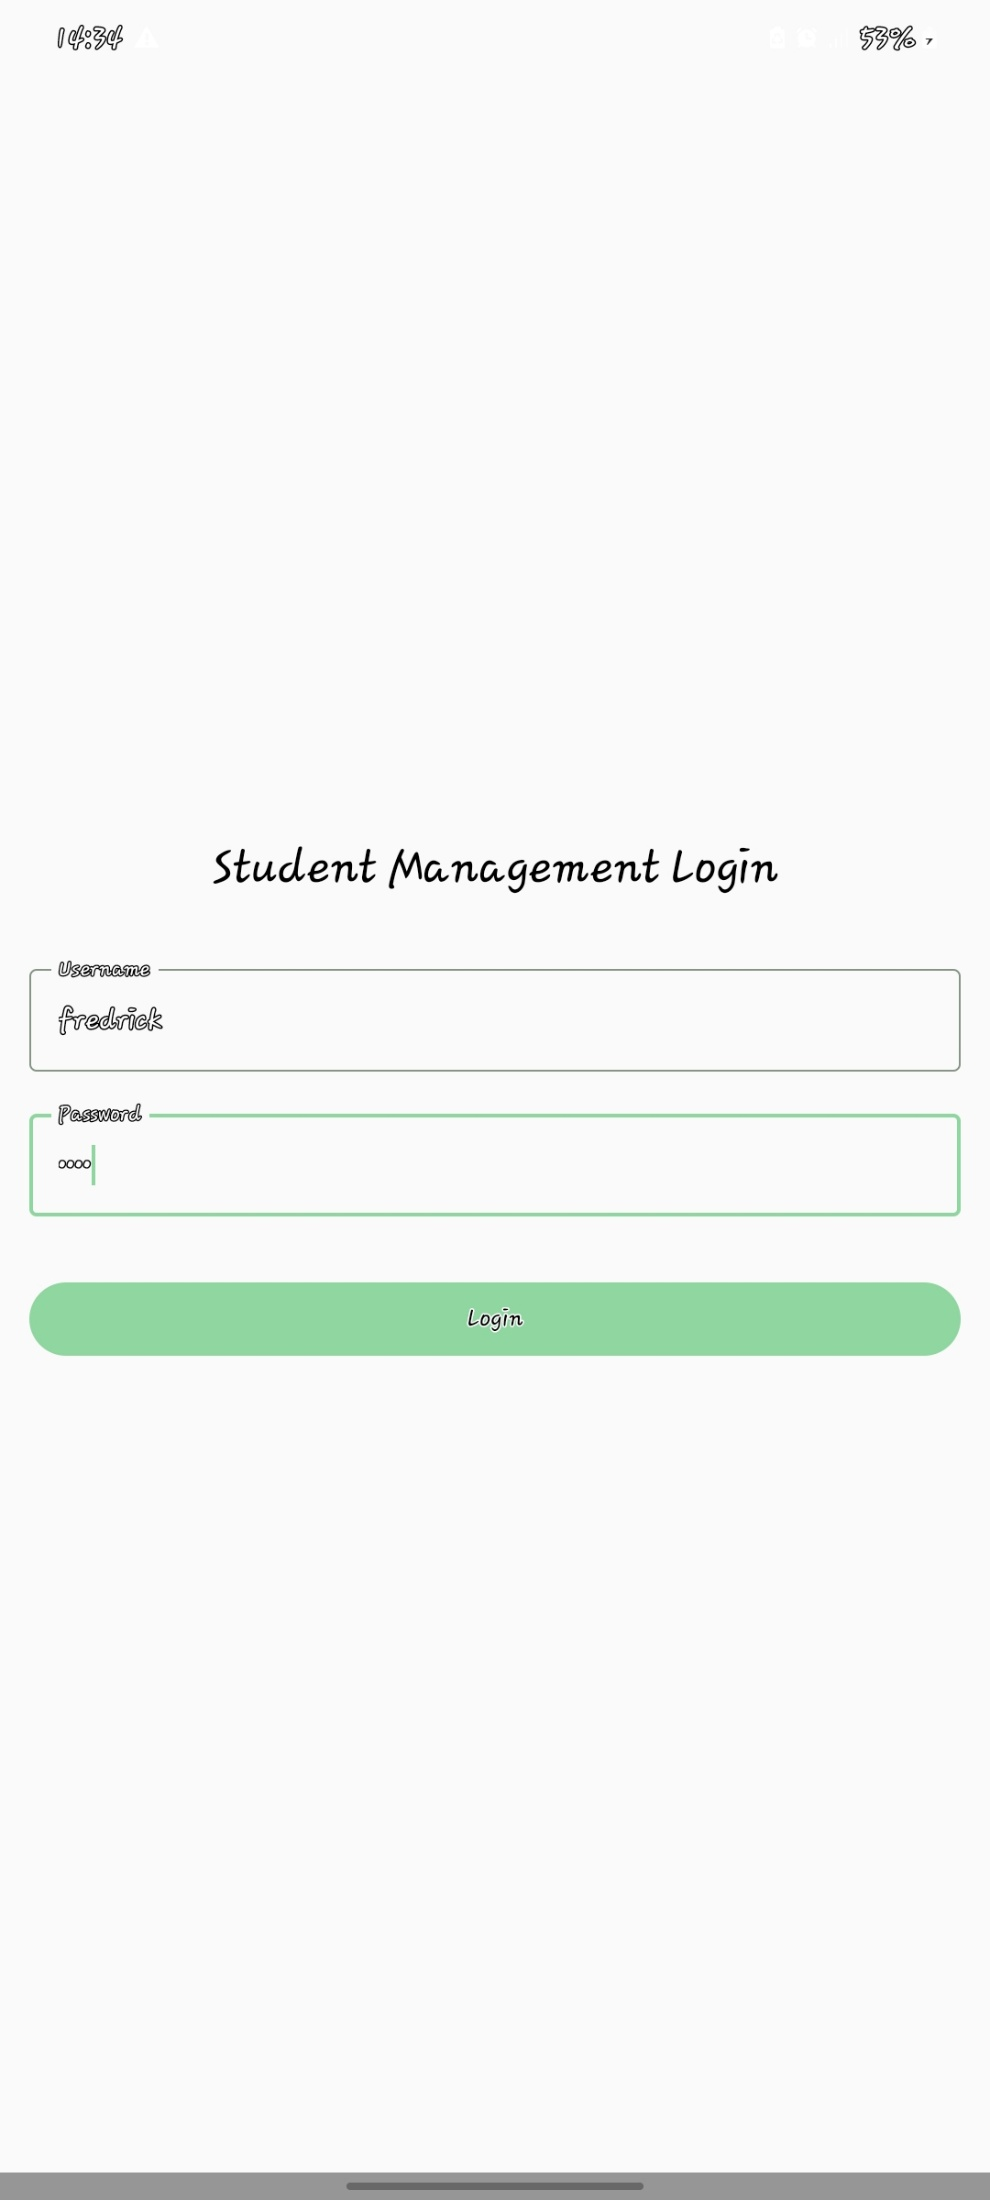 14:34
53%
Student Management Login
Username
fredrick
Password
Login